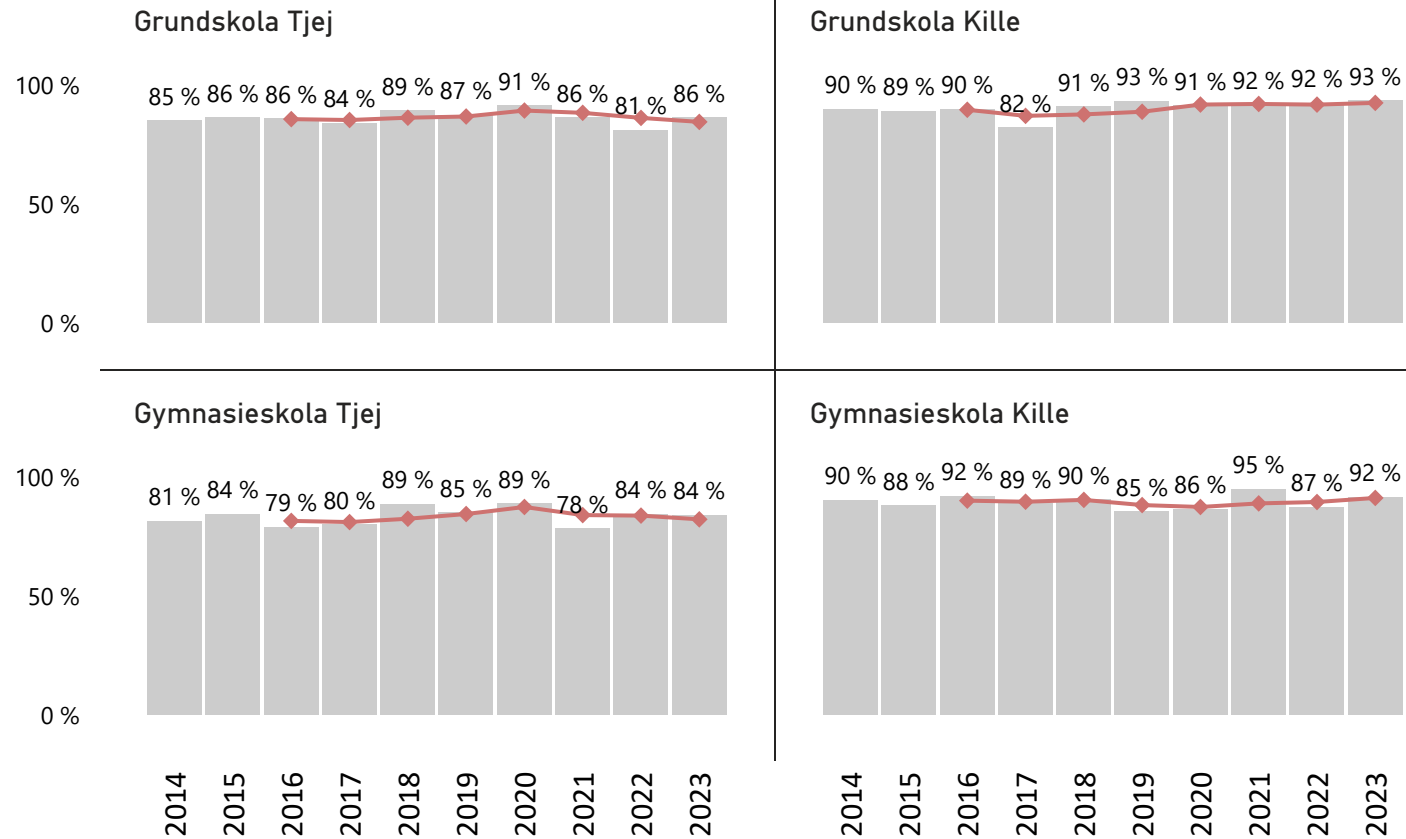 Grundskola Tjej
100 %
50 %
0 %
85 % 86 % 86 % 84 % 89 % 87 % 91 % 86 % 81 % 86 %
Grundskola Kille
90 % 89 % 90 % 82 % 91 % 93 % 91 % 92 % 92 % 93 %
Gymnasieskola Tjej
100 %
50 %
0 %
81 % 84 % 79 % 80 % 89 % 85 % 89 % 78 % 84 % 84 %
2014 2015 2016 2017 2018 2019 2020 2021 2022 2023
Gymnasieskola Kille
90 % 88 % 92 % 89 % 90 % 85 % 86 % 95 % 87 % 92 %
2014 2015 2016 2017 2018 2019 2020 2021 2022 2023